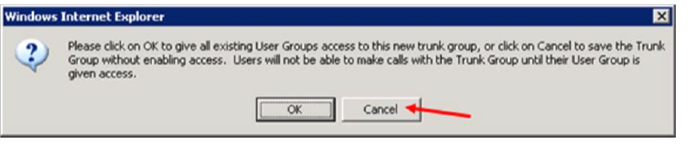 Windows Internet Explorer
Please click on OK to give all existing User Groups access to this new trunk group, or click on Cancel to save the Trunk
Group without enabling access. Users will not be able to make calls with the Trunk Group until their User Group is
given access.
OK Cancel